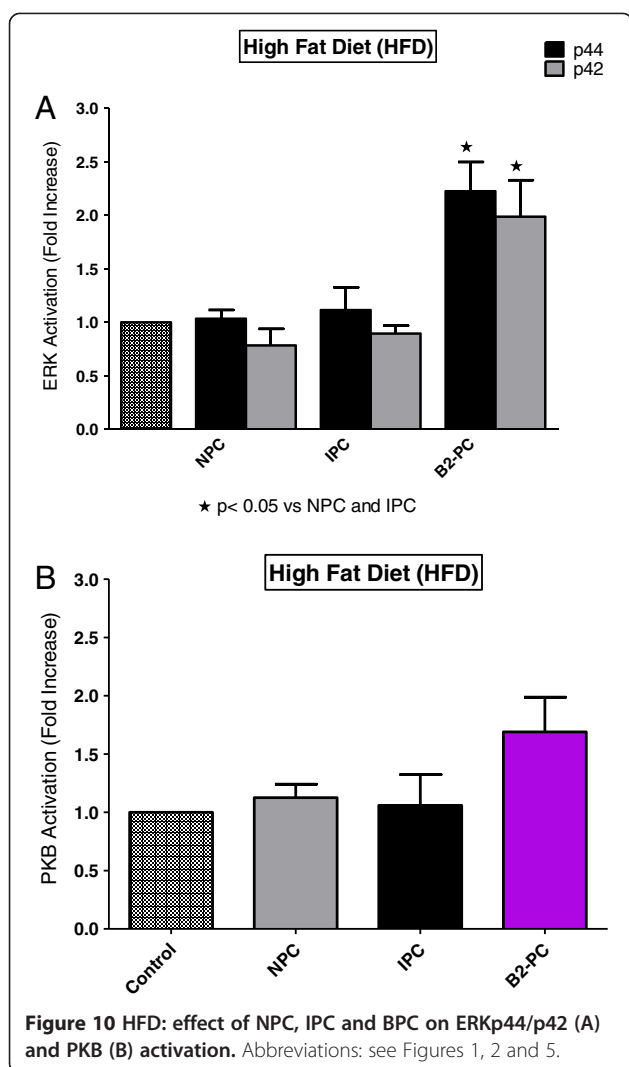 High Fat Diet (HFD)
p44
p42
A
ERK Activation (Fold Increase)
3.0
2.5
2.0
1.5
1.0
0.5
0.0
NPC
IPC
B2-PC
★ p< 0.05 vs NPC and IPC
B
High Fat Diet (HFD)
PKB Activation (Fold Increase)
3.0
2.5
2.0
1.5
1.0
0.5
0.0
Control
NPC
IPC
B2-PC
Figure 10 HFD: effect of NPC, IPC and BPC on ERKp44/p42 (A)
and PKB (B) activation. Abbreviations: see Figures 1, 2 and 5.